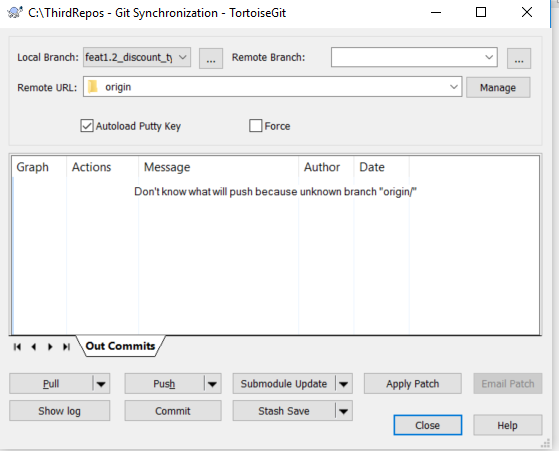 C:\ThirdRepos - Git Synchronization - TortoiseGit
Local Branch: feat1.2_discount_ty ... Remote Branch: ...
Remote URL: origin Manage
Autoload Putty Key Force
Graph Actions Message Author Date
Don't know what will push because unknown branch "origin/"
Out Commits
Pull Push Submodule Update Apply Patch Email Patch
Show log Commit Stash Save
Close Help